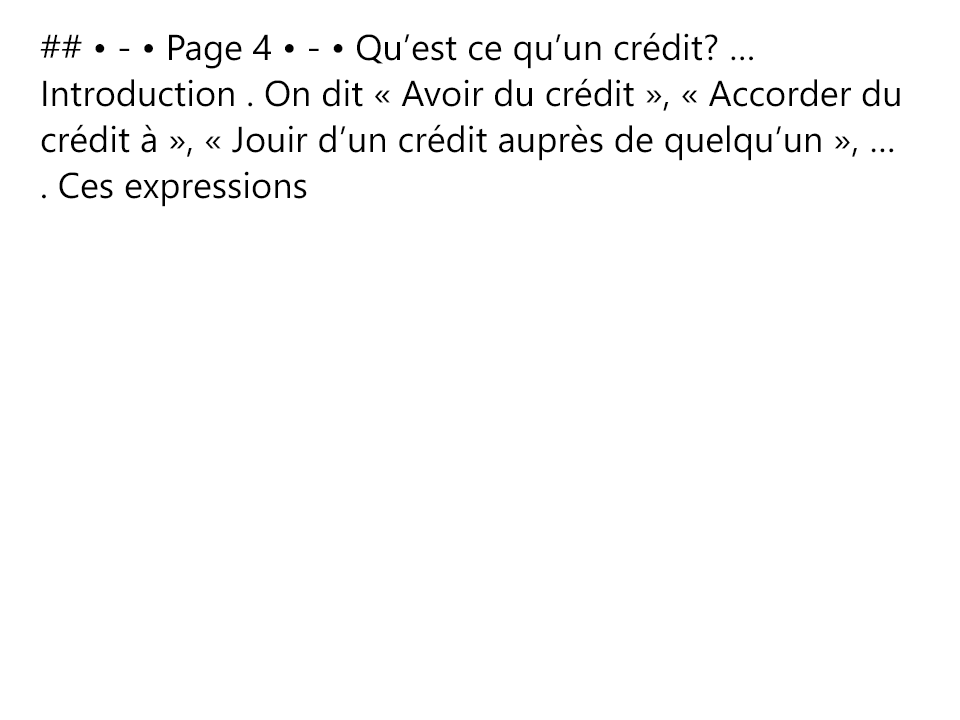 ## • - • Page 4 • - • Qu’est ce qu’un crédit? ...
Introduction . On dit « Avoir du crédit », « Accorder du
crédit à », « Jouir d’un crédit auprès de quelqu’un », ...
. Ces expressions